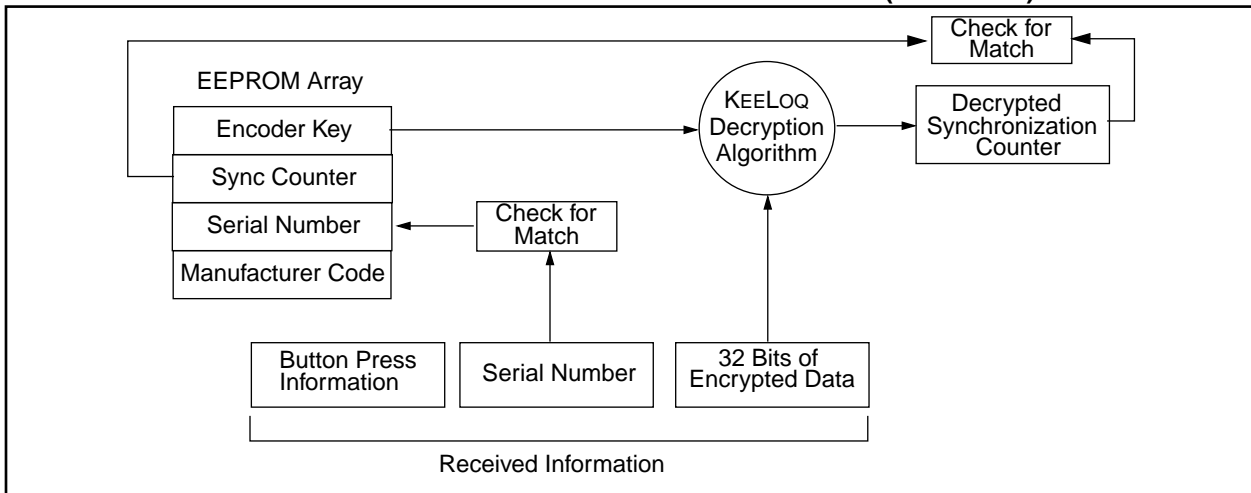 Check for
Match
EEPROM Array
KEELOQ
Decryption
Algorithm
Decrypted
Synchronization
Counter
Encoder Key
Sync Counter
Serial Number
Manufacturer Code
Check for
Match
Button Press
Information
Serial Number
32 Bits of
Encrypted Data
Received Information